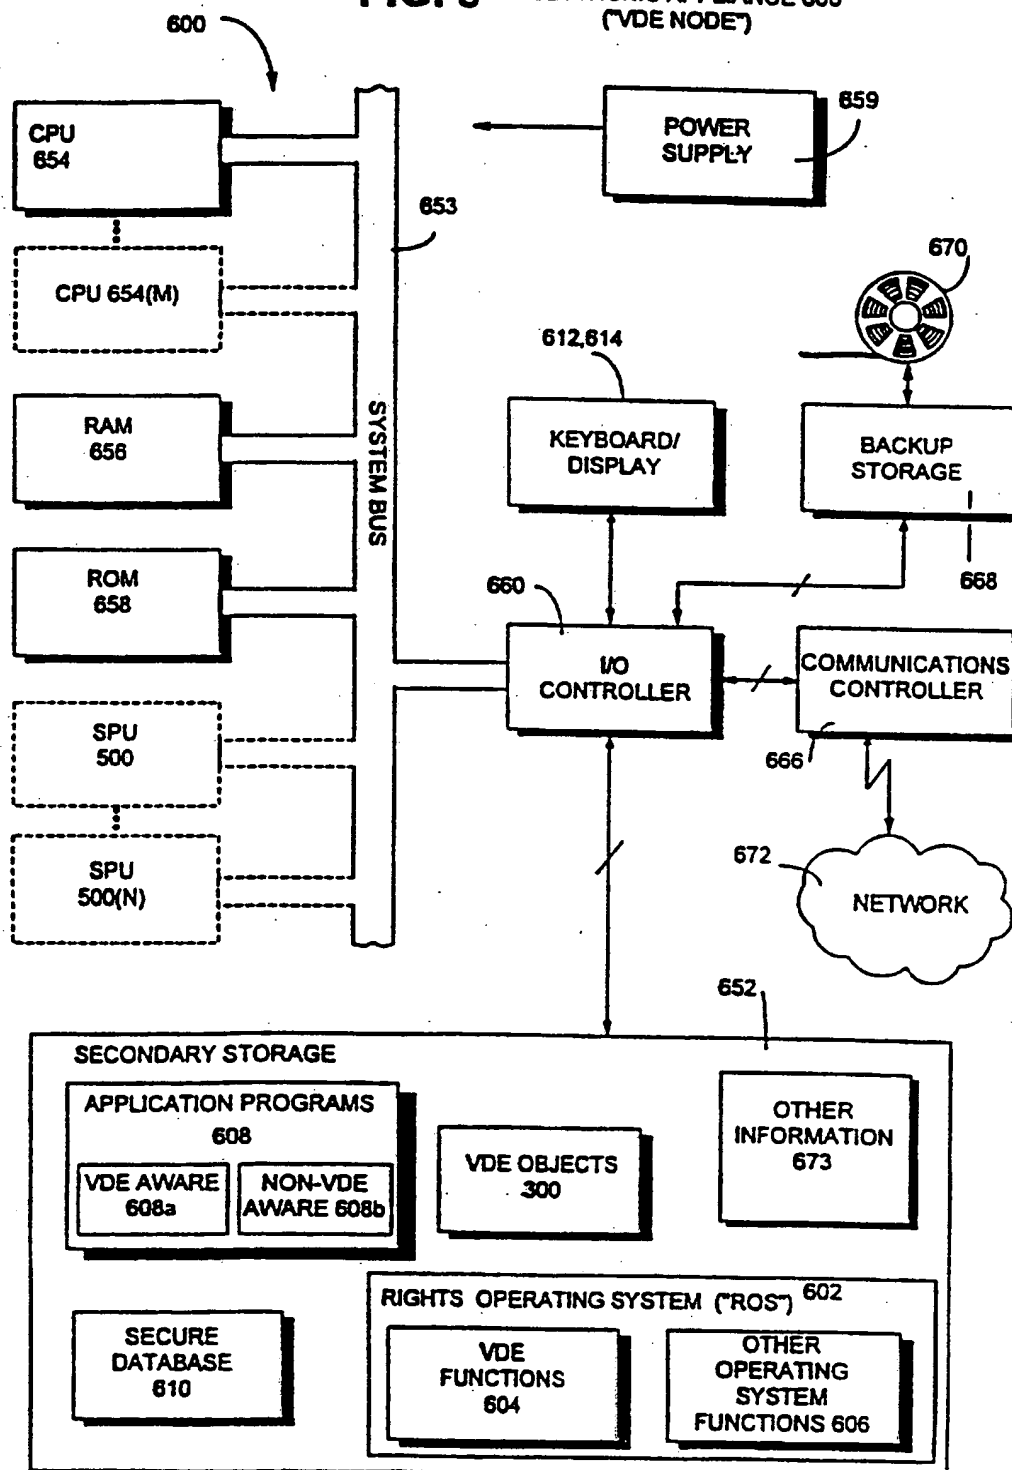 ("VDE NODE")
600
CPU
654
CPU 654(M)
RAM
656
ROM
658
SPU
500
SPU
500(N)
SYSTEM BUS
653
POWER
SUPPLY
659
670
612,614
KEYBOARD/
DISPLAY
BACKUP
STORAGE
668
660
I/O
CONTROLLER
COMMUNICATIONS
CONTROLLER
666
672
NETWORK
652
SECONDARY STORAGE
APPLICATION PROGRAMS
608
VDE AWARE
608a
NON-VDE
AWARE 608b
VDE OBJECTS
300
OTHER
INFORMATION
673
SECURE
DATABASE
610
RIGHTS OPERATING SYSTEM ("ROS") 602
VDE
FUNCTIONS
604
OTHER
OPERATING
SYSTEM
FUNCTIONS 606